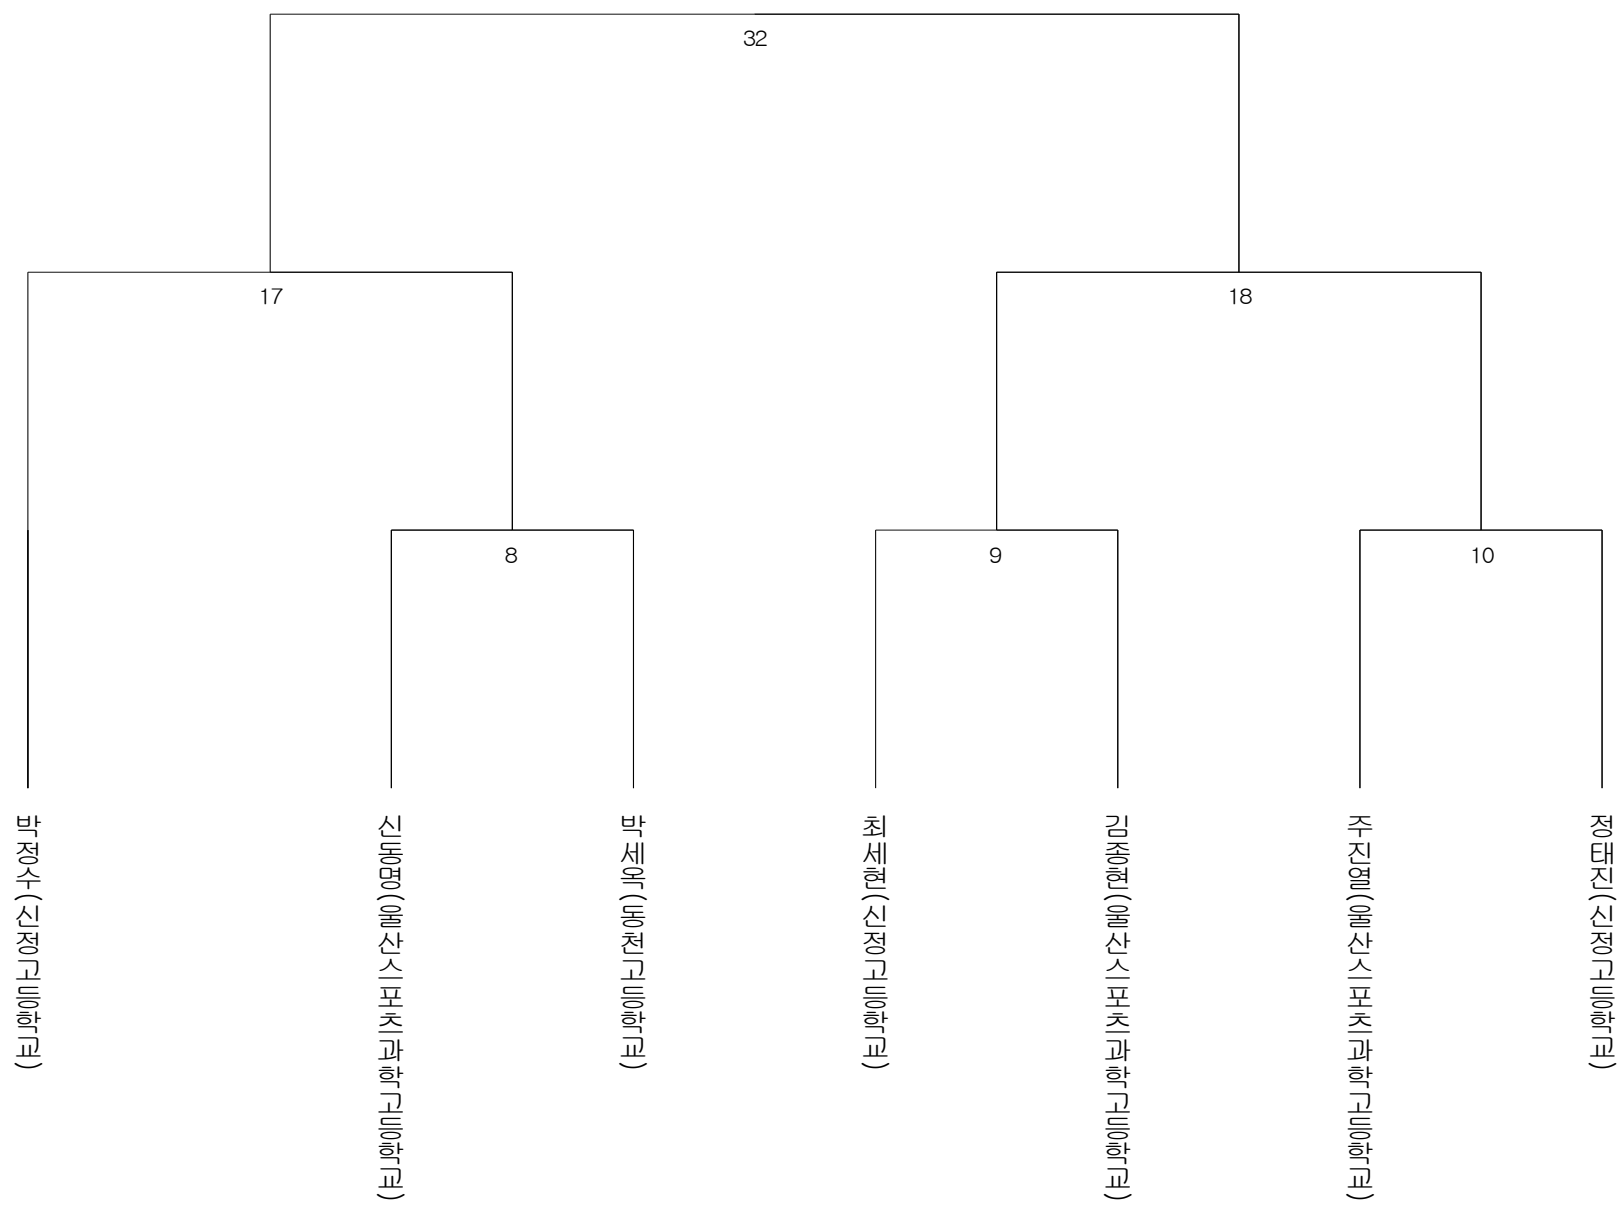 32
17
18
8
9
10
박정수(신정고등학교)
신동명(울산스포츠과학고등학교)
박세옥(동천고등학교)
최세현(신정고등학교)
김종현(울산스포츠과학고등학교)
주진열(울산스포츠과학고등학교)
정태진(신정고등학교)